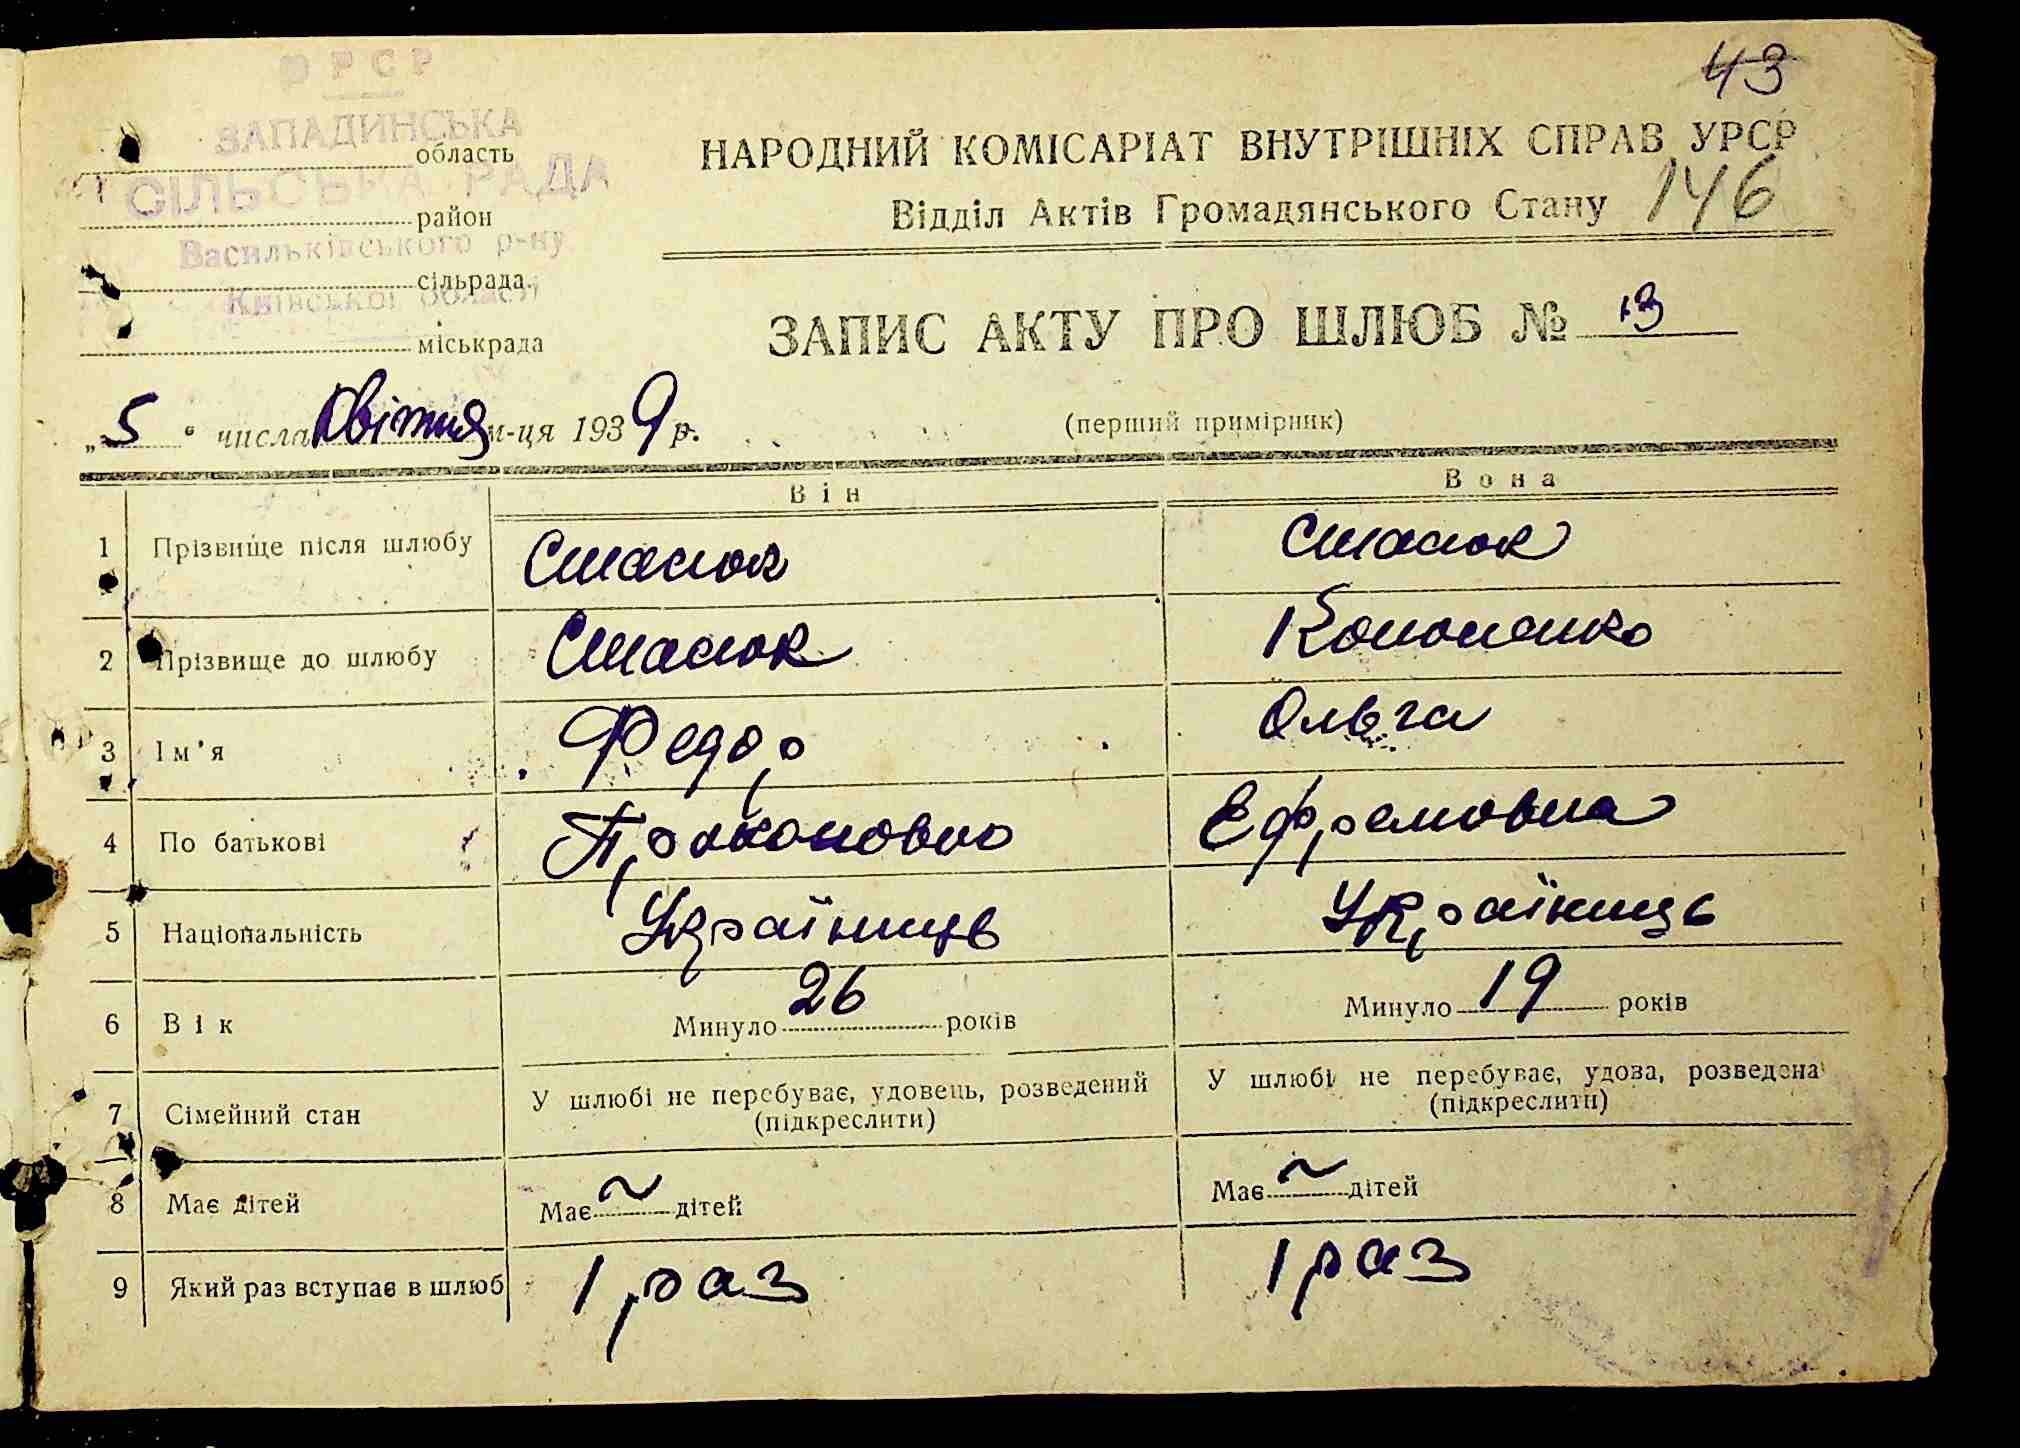 УРСР
ЗАПАДИНСЬКА
область
СІЛЬСЬКА РАДА
район
Васильківського р-ну
сільрада
Київської області
міськрада
43
НАРОДНИЙ КОМІСАРІАТ ВНУТРІШНІХ СПРАВ УРСР
Відділ Актів Громадянського Стану 146
ЗАПИС АКТУ ПРО ШЛЮБ № 13
„5“ числа Квітня м-ця 1939 р.
(перший примірник)
Він Вона
1 Прізвище після шлюбу Стасюк Стасюк
2 Прізвище до шлюбу Стасюк Кононенко
3 Ім'я Федор Ольга
4 По батькові Ефремовна
5 Національність Українець Українець
6 Вік Минуло 26 років Минуло 19 років
7 Сімейний стан У шлюбі не перебуває, удовець, розведений У шлюбі не перебуває, удова, розведена
(підкреслити) (підкреслити)
8 Має дітей Має ~ дітей Має ~ дітей
9 Який раз вступає в шлюб 1 раз 1 раз